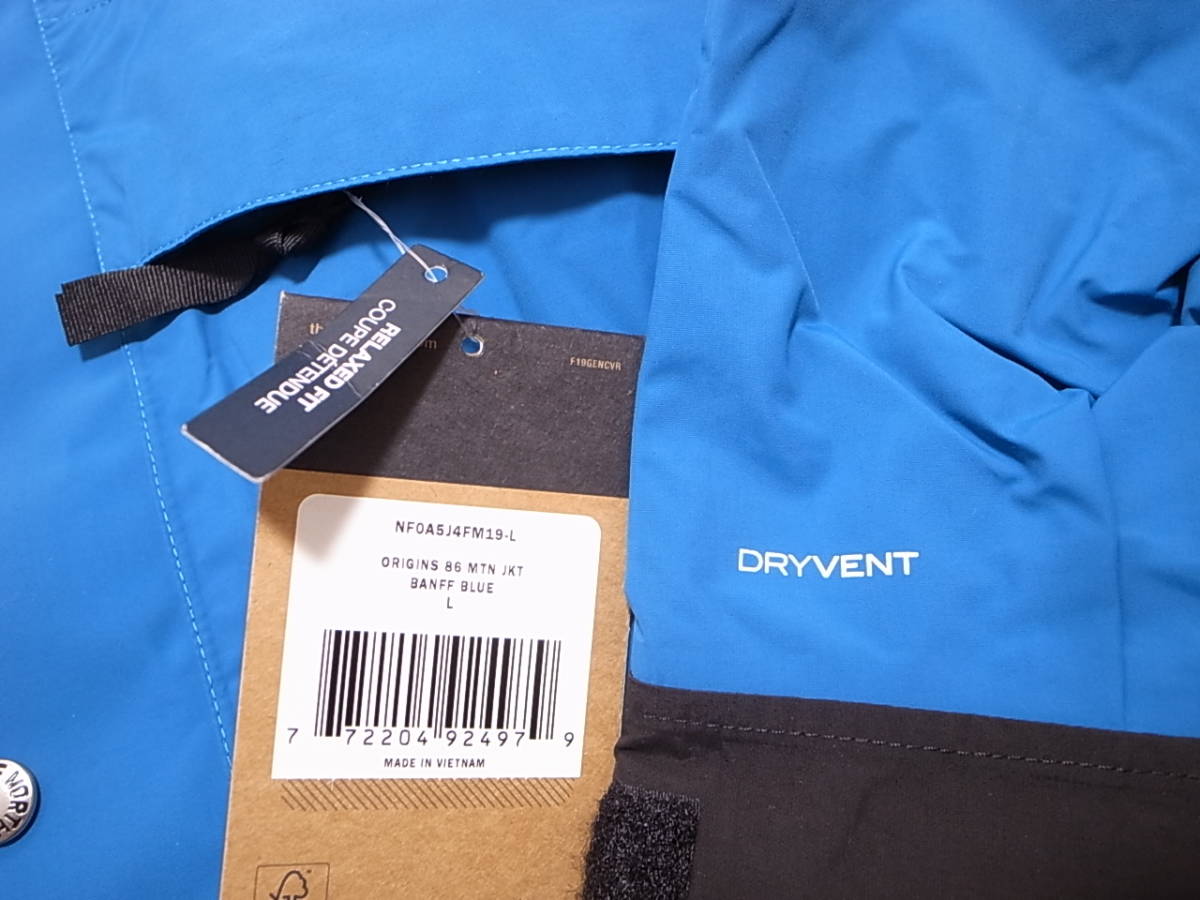 RELAXED FIT
COUPE DÉTENDUE
F19GENCVR
NF0A5J4FM19-L
ORIGINS 86 MTN JKT
BANFF BLUE
L
7 72204 92497 9
MADE IN VIETNAM
DRYVENT